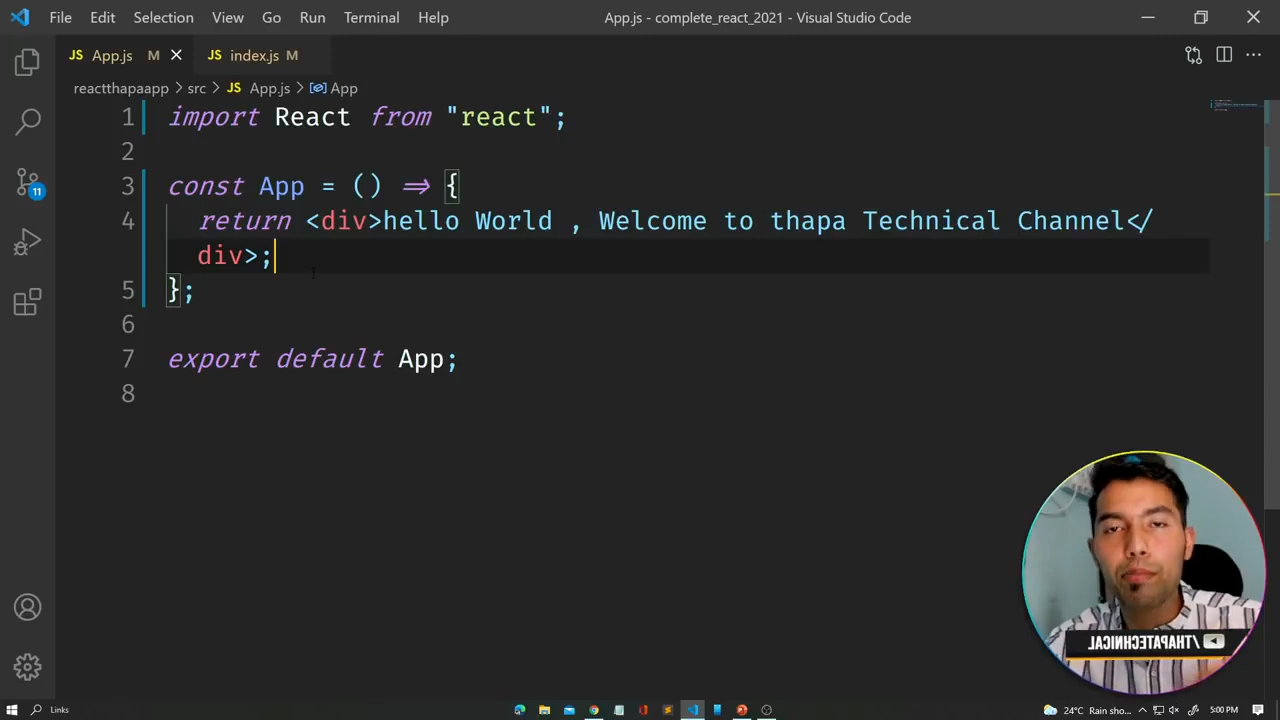 File Edit Selection View Go Run Terminal Help App.js - complete_react_2021 - Visual Studio Code
JS App.js M JS index.js M
reactthapaapp > src > JS App.js > App
1 import React from "react";
2
3 const App = () => {
4 return <div>hello World , Welcome to thapa Technical Channel</
div>;
5 };
6
7 export default App;
8
11
/THAPATECHNICAL
Links 24°C Rain sho... 5:00 PM